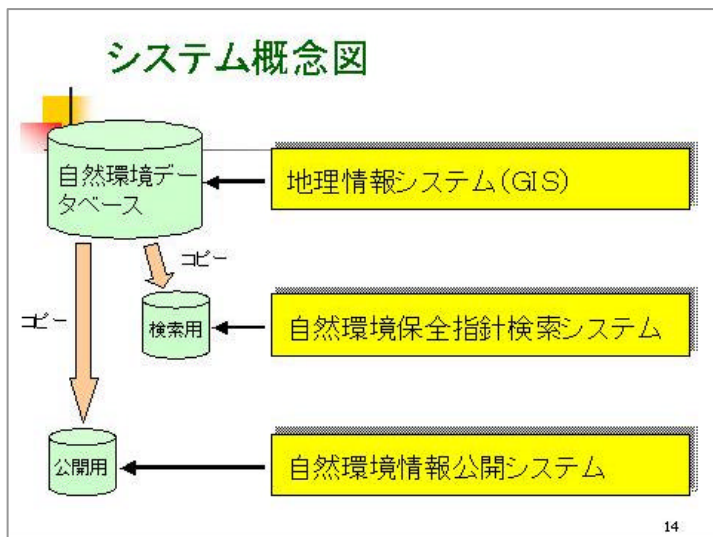 システム概念図
自然環境デー
タベース
地理情報システム(GIS)
コピー
コピー
検索用
自然環境保全指針検索システム
公開用
自然環境情報公開システム
14